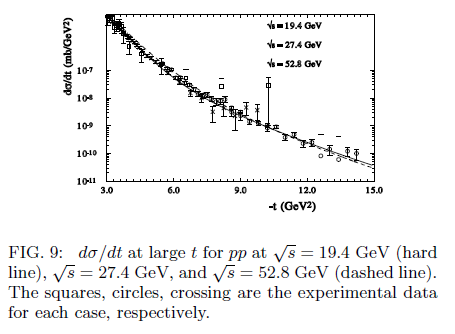 dσ/dt (mb/GeV2)
√s = 19.4 GeV
√s = 27.4 GeV
√s = 52.8 GeV
10-7
10-8
10-9
10-10
10-11
3.0 6.0 9.0 12.0 15.0
-t (GeV2)
FIG. 9: dσ/dt at large t for pp at √s = 19.4 GeV (hard
line), √s = 27.4 GeV, and √s = 52.8 GeV (dashed line).
The squares, circles, crossing are the experimental data
for each case, respectively.